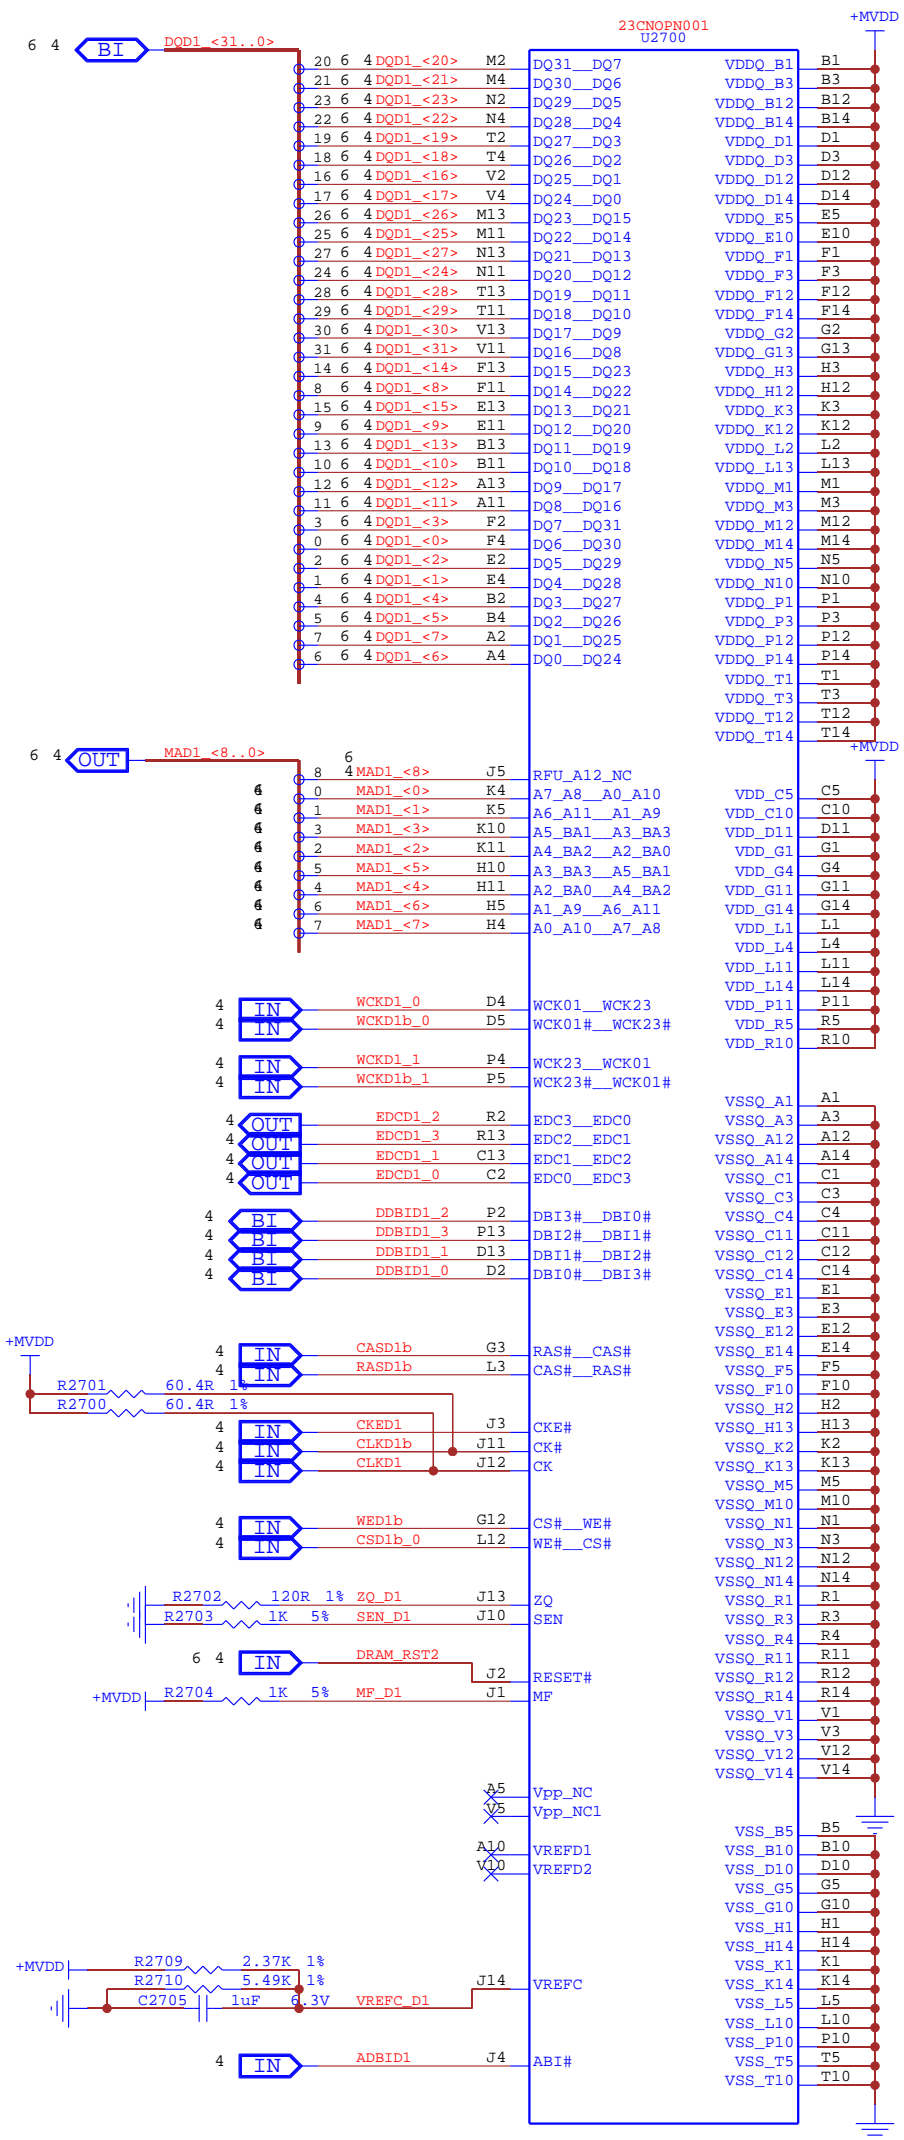 23CNOPN001
U2700
+MVDD
6 4 BI DQD1_<31..0>
20 6 4 DQD1_<20> M2 DQ31__DQ7 VDDQ_B1 B1
21 6 4 DQD1_<21> M4 DQ30__DQ6 VDDQ_B3 B3
23 6 4 DQD1_<23> N2 DQ29__DQ5 VDDQ_B12 B12
22 6 4 DQD1_<22> N4 DQ28__DQ4 VDDQ_B14 B14
19 6 4 DQD1_<19> T2 DQ27__DQ3 VDDQ_D1 D1
18 6 4 DQD1_<18> T4 DQ26__DQ2 VDDQ_D3 D3
16 6 4 DQD1_<16> V2 DQ25__DQ1 VDDQ_D12 D12
17 6 4 DQD1_<17> V4 DQ24__DQ0 VDDQ_D14 D14
26 6 4 DQD1_<26> M13 DQ23__DQ15 VDDQ_E5 E5
25 6 4 DQD1_<25> M11 DQ22__DQ14 VDDQ_E10 E10
27 6 4 DQD1_<27> N13 DQ21__DQ13 VDDQ_F1 F1
24 6 4 DQD1_<24> N11 DQ20__DQ12 VDDQ_F3 F3
28 6 4 DQD1_<28> T13 DQ19__DQ11 VDDQ_F12 F12
29 6 4 DQD1_<29> T11 DQ18__DQ10 VDDQ_F14 F14
30 6 4 DQD1_<30> V13 DQ17__DQ9 VDDQ_G2 G2
31 6 4 DQD1_<31> V11 DQ16__DQ8 VDDQ_G13 G13
14 6 4 DQD1_<14> F13 DQ15__DQ23 VDDQ_H3 H3
8 6 4 DQD1_<8> F11 DQ14__DQ22 VDDQ_H12 H12
15 6 4 DQD1_<15> E13 DQ13__DQ21 VDDQ_K3 K3
9 6 4 DQD1_<9> E11 DQ12__DQ20 VDDQ_K12 K12
13 6 4 DQD1_<13> B13 DQ11__DQ19 VDDQ_L2 L2
10 6 4 DQD1_<10> B11 DQ10__DQ18 VDDQ_L13 L13
12 6 4 DQD1_<12> A13 DQ9__DQ17 VDDQ_M1 M1
11 6 4 DQD1_<11> A11 DQ8__DQ16 VDDQ_M3 M3
3 6 4 DQD1_<3> F2 DQ7__DQ31 VDDQ_M12 M12
0 6 4 DQD1_<0> F4 DQ6__DQ30 VDDQ_M14 M14
2 6 4 DQD1_<2> E2 DQ5__DQ29 VDDQ_N5 N5
1 6 4 DQD1_<1> E4 DQ4__DQ28 VDDQ_N10 N10
4 6 4 DQD1_<4> B2 DQ3__DQ27 VDDQ_P1 P1
5 6 4 DQD1_<5> B4 DQ2__DQ26 VDDQ_P3 P3
7 6 4 DQD1_<7> A2 DQ1__DQ25 VDDQ_P12 P12
6 6 4 DQD1_<6> A4 DQ0__DQ24 VDDQ_P14 P14
VDDQ_T1 T1
VDDQ_T3 T3
VDDQ_T12 T12
VDDQ_T14 T14
6 4 OUT MAD1_<8..0> +MVDD
6
8 4 MAD1_<8> J5 RFU_A12_NC
4 0 MAD1_<0> K4 A7_A8__A0_A10 VDD_C5 C5
4 1 MAD1_<1> K5 A6_A11__A1_A9 VDD_C10 C10
4 3 MAD1_<3> K10 A5_BA1__A3_BA3 VDD_D11 D11
4 2 MAD1_<2> K11 A4_BA2__A2_BA0 VDD_G1 G1
4 5 MAD1_<5> H10 A3_BA3__A5_BA1 VDD_G4 G4
4 4 MAD1_<4> H11 A2_BA0__A4_BA2 VDD_G11 G11
4 6 MAD1_<6> H5 A1_A9__A6_A11 VDD_G14 G14
4 7 MAD1_<7> H4 A0_A10__A7_A8 VDD_L1 L1
VDD_L4 L4
VDD_L11 L11
VDD_L14 L14
4 IN WCKD1_0 D4 WCK01__WCK23 VDD_P11 P11
4 IN WCKD1b_0 D5 WCK01#__WCK23# VDD_R5 R5
VDD_R10 R10
4 IN WCKD1_1 P4 WCK23__WCK01
4 IN WCKD1b_1 P5 WCK23#__WCK01#
VSSQ_A1 A1
4 OUT EDCD1_2 R2 EDC3__EDC0 VSSQ_A3 A3
4 OUT EDCD1_3 R13 EDC2__EDC1 VSSQ_A12 A12
4 OUT EDCD1_1 C13 EDC1__EDC2 VSSQ_A14 A14
4 OUT EDCD1_0 C2 EDC0__EDC3 VSSQ_C1 C1
VSSQ_C3 C3
4 BI DDBID1_2 P2 DBI3#__DBI0# VSSQ_C4 C4
4 BI DDBID1_3 P13 DBI2#__DBI1# VSSQ_C11 C11
4 BI DDBID1_1 D13 DBI1#__DBI2# VSSQ_C12 C12
4 BI DDBID1_0 D2 DBI0#__DBI3# VSSQ_C14 C14
VSSQ_E1 E1
VSSQ_E3 E3
+MVDD VSSQ_E12 E12
4 IN CASD1b G3 RAS#__CAS# VSSQ_E14 E14
4 IN RASD1b L3 CAS#__RAS# VSSQ_F5 F5
R2701 60.4R 1% VSSQ_F10 F10
R2700 60.4R 1% VSSQ_H2 H2
4 IN CKED1 J3 CKE# VSSQ_H13 H13
4 IN CLKD1b J11 CK# VSSQ_K2 K2
4 IN CLKD1 J12 CK VSSQ_K13 K13
VSSQ_M5 M5
VSSQ_M10 M10
4 IN WED1b G12 CS#__WE# VSSQ_N1 N1
4 IN CSD1b_0 L12 WE#__CS# VSSQ_N3 N3
VSSQ_N12 N12
VSSQ_N14 N14
R2702 120R 1% ZQ_D1 J13 ZQ VSSQ_R1 R1
R2703 1K 5% SEN_D1 J10 SEN VSSQ_R3 R3
VSSQ_R4 R4
6 4 IN DRAM_RST2 VSSQ_R11 R11
J2 RESET# VSSQ_R12 R12
+MVDD R2704 1K 5% MF_D1 J1 MF VSSQ_R14 R14
VSSQ_V1 V1
VSSQ_V3 V3
VSSQ_V12 V12
VSSQ_V14 V14
A5 Vpp_NC
V5 Vpp_NC1
VSS_B5 B5
A10 VREFD1 VSS_B10 B10
V10 VREFD2 VSS_D10 D10
VSS_G5 G5
VSS_G10 G10
VSS_H1 H1
VSS_H14 H14
+MVDD R2709 2.37K 1% VSS_K1 K1
R2710 5.49K 1% J14 VREFC VSS_K14 K14
C2705 1uF 6.3V VREFC_D1 VSS_L5 L5
VSS_L10 L10
VSS_P10 P10
4 IN ADBID1 J4 ABI# VSS_T5 T5
VSS_T10 T10